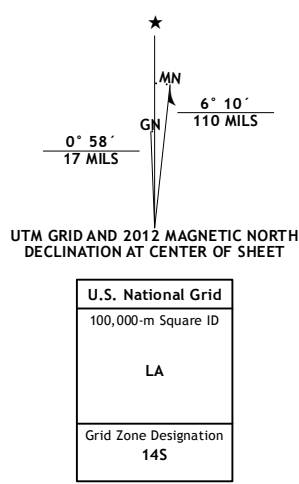 MN
6° 10´
110 MILS
GN
0° 58´
17 MILS
UTM GRID AND 2012 MAGNETIC NORTH
DECLINATION AT CENTER OF SHEET
U.S. National Grid
100,000-m Square ID
LA
Grid Zone Designation
14S